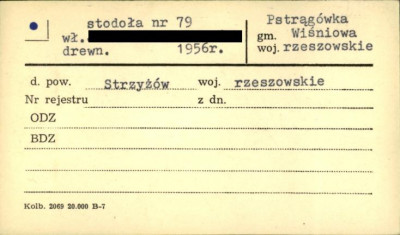 stodoła nr 79
wł.
drewn. 1956r.
Pstrągówka
gm. Wiśniowa
woj. rzeszowskie
d. pow. Strzyżów woj. rzeszowskie
Nr rejestru z dn.
ODZ
BDZ
Kolb. 2069 20.000 B-7